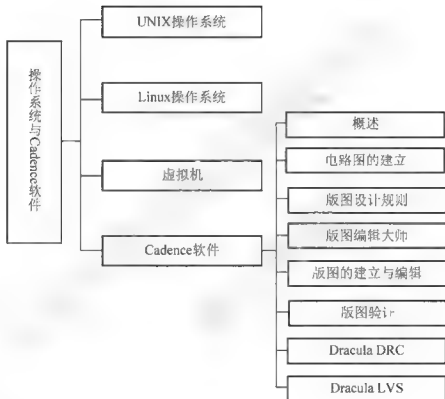 操作系统与Cadence软件
UNIX操作系统
Linux操作系统
虚拟机
Cadence软件
概述
电路图的建立
版图设计规则
版图编辑大师
版图的建立与编辑
版图验证
Dracula DRC
Dracula LVS